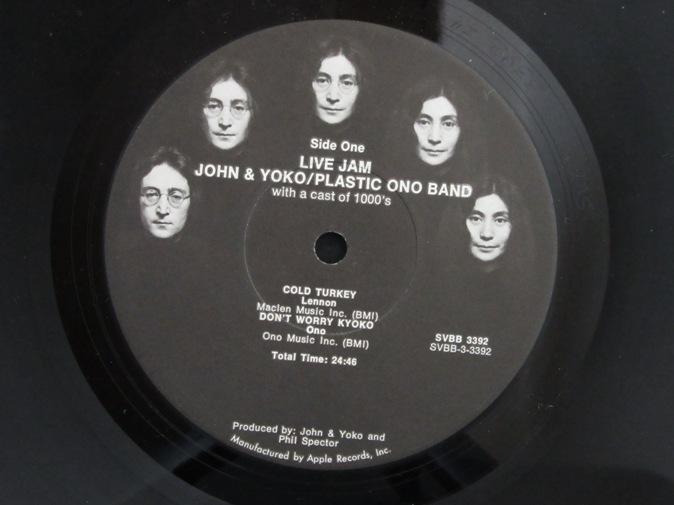 Side One
LIVE JAM
JOHN & YOKO/PLASTIC ONO BAND
with a cast of 1000's
COLD TURKEY
Lennon
Maclen Music Inc. (BMI)
DON'T WORRY KYOKO
Ono
Ono Music Inc. (BMI)
Total Time: 24:46
SVBB 3392
SVBB-3-3392
Produced by: John & Yoko and
Phil Spector
Manufactured by Apple Records, Inc.